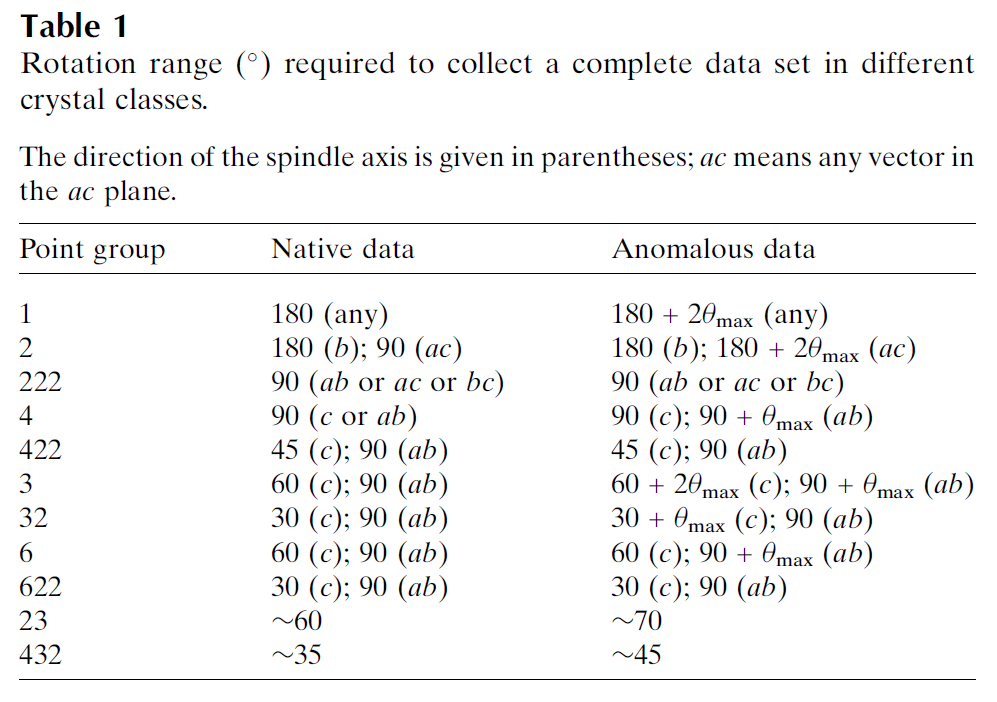 Table 1
Rotation range (°) required to collect a complete data set in different
crystal classes.
The direction of the spindle axis is given in parentheses; ac means any vector in
the ac plane.
Point group Native data Anomalous data
1 180 (any) 180 + 2θmax (any)
2 180 (b); 90 (ac) 180 (b); 180 + 2θmax (ac)
222 90 (ab or ac or bc) 90 (ab or ac or bc)
4 90 (c or ab) 90 (c); 90 + θmax (ab)
422 45 (c); 90 (ab) 45 (c); 90 (ab)
3 60 (c); 90 (ab) 60 + 2θmax (c); 90 + θmax (ab)
32 30 (c); 90 (ab) 30 + θmax (c); 90 (ab)
6 60 (c); 90 (ab) 60 (c); 90 + θmax (ab)
622 30 (c); 90 (ab) 30 (c); 90 (ab)
23 ~60 ~70
432 ~35 ~45